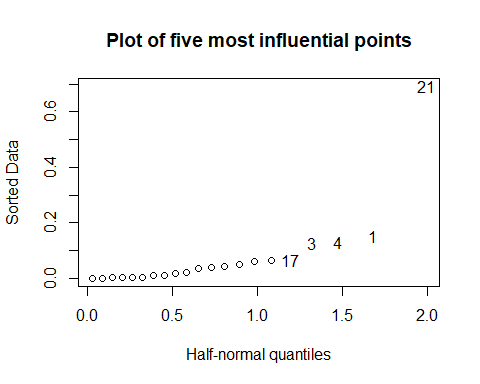 Plot of five most influential points
21
0.6
0.4
Sorted Data
0.2
1
3
4
17
0.0
0.0 0.5 1.0 1.5 2.0
Half-normal quantiles